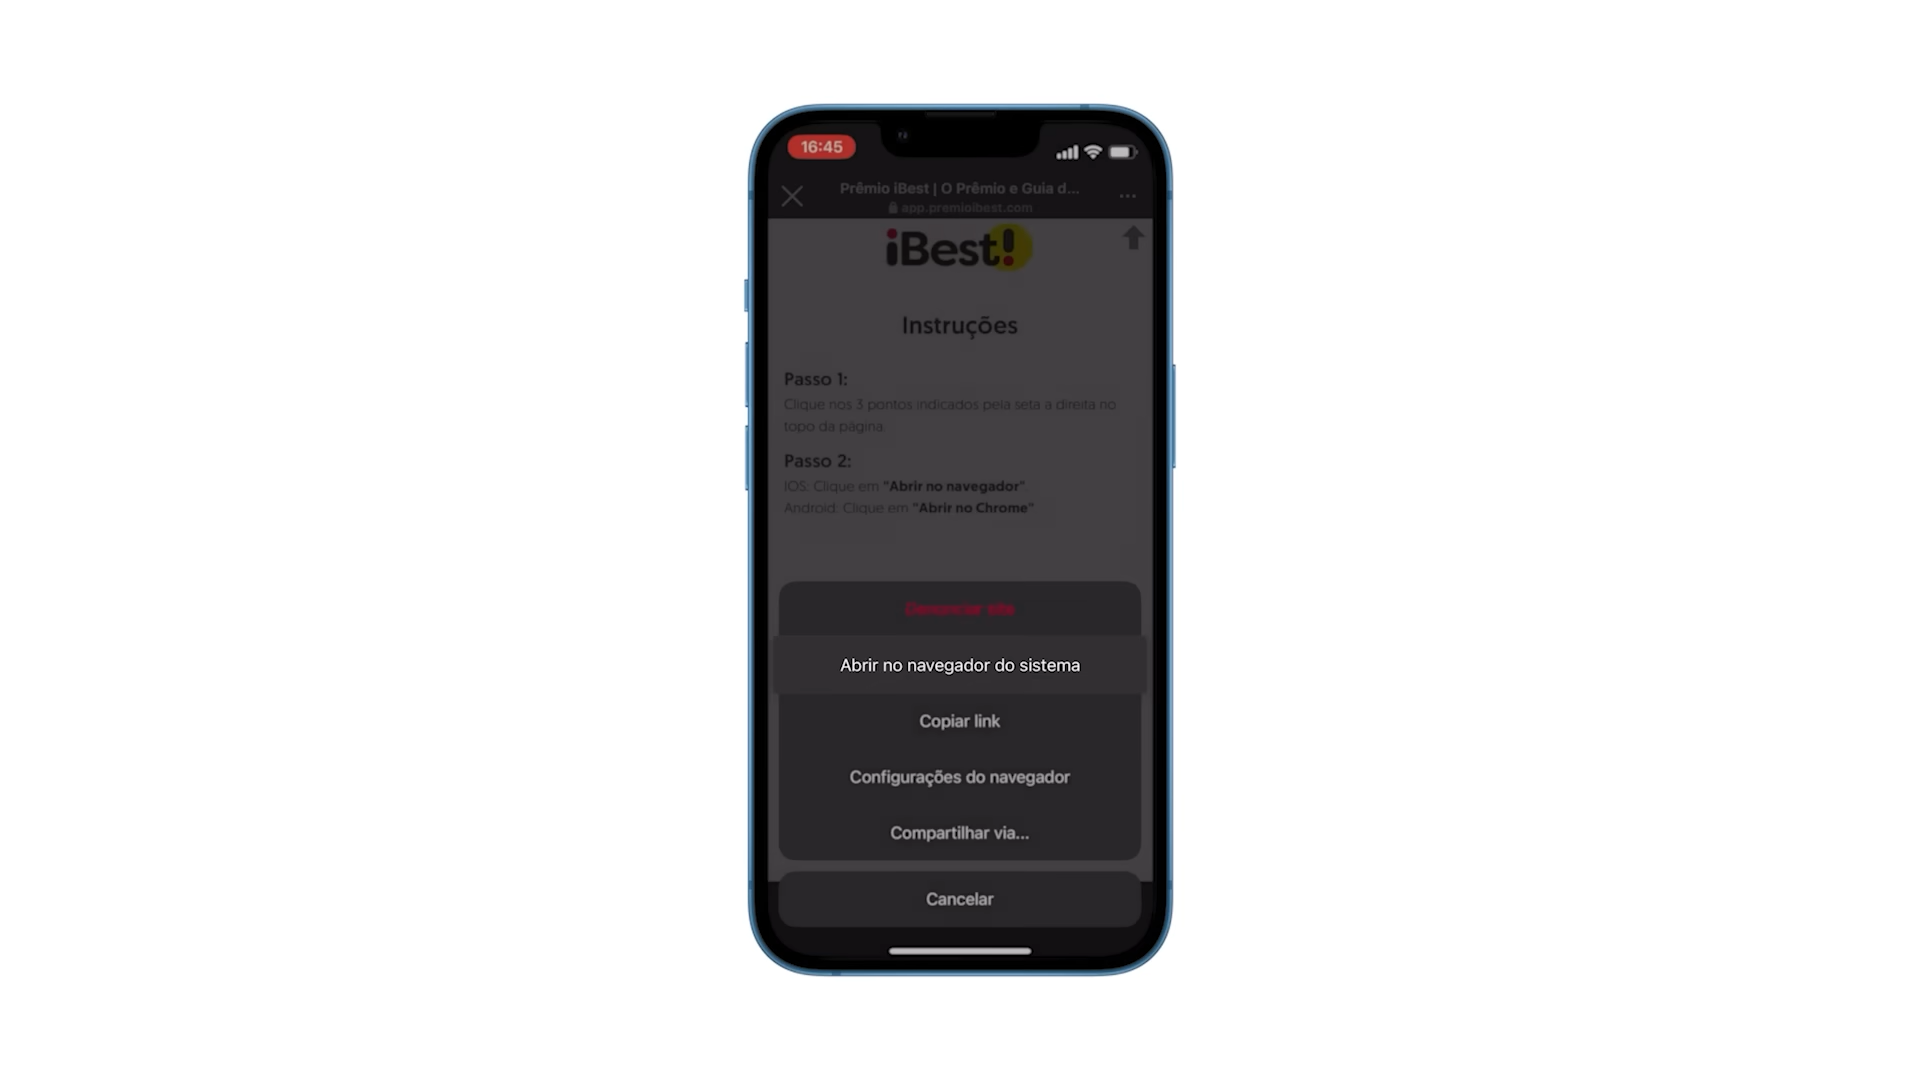 16:45
Prêmio iBest | O Prêmio e Guia d...
app.premioibest.com
iBest!
Instruções
Passo 1:
Clique nos 3 pontos indicados pela seta a direita no
topo da página.
Passo 2:
IOS: Clique em "Abrir no navegador"
Android: Clique em "Abrir no Chrome"
Denunciar site
Abrir no navegador do sistema
Copiar link
Configurações do navegador
Compartilhar via...
Cancelar